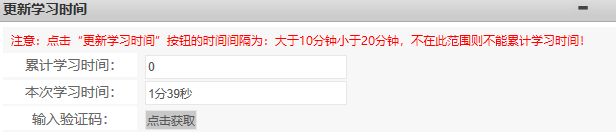 更新学习时间
注意：点击“更新学习时间”按钮的时间间隔为：大于10分钟小于20分钟，不在此范围则不能累计学习时间！
累计学习时间： 0
本次学习时间： 1分39秒
输入验证码： 点击获取